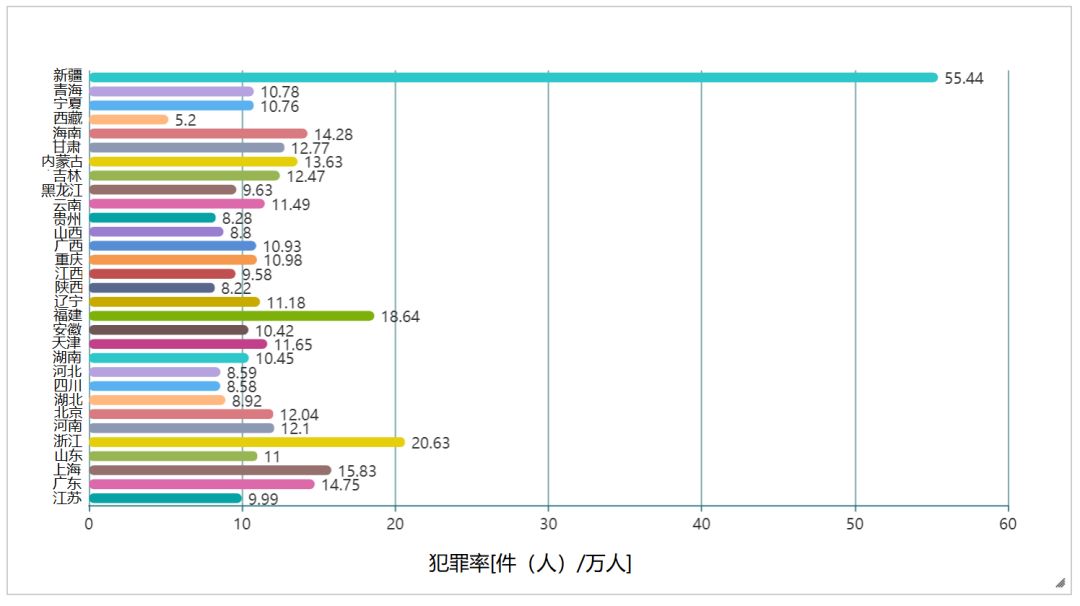 新疆 55.44
青海 10.78
宁夏 10.76
西藏 5.2
海南 14.28
甘肃 12.77
内蒙古 13.63
吉林 12.47
黑龙江 9.63
云南 11.49
贵州 8.28
山西 8.8
广西 10.93
重庆 10.98
江西 9.58
陕西 8.22
辽宁 11.18
福建 18.64
安徽 10.42
天津 11.65
湖南 10.45
河北 8.59
四川 8.58
湖北 8.92
北京 12.04
河南 12.1
浙江 20.63
山东 11
上海 15.83
广东 14.75
江苏 9.99
0 10 20 30 40 50 60
犯罪率[件（人）/万人]